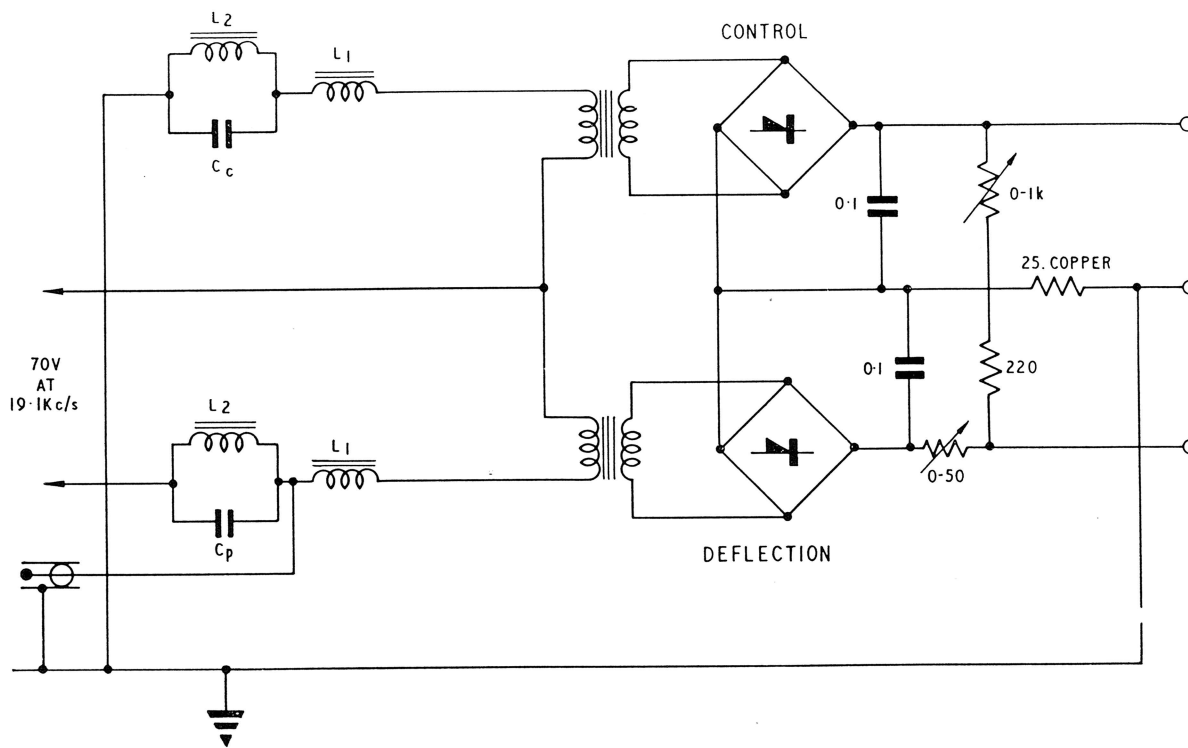 L2
L1
Cc
CONTROL
0·1
0-1k
25. COPPER
70V
AT
19·1Kc/s
0·1
220
L2
L1
Cp
0-50
DEFLECTION